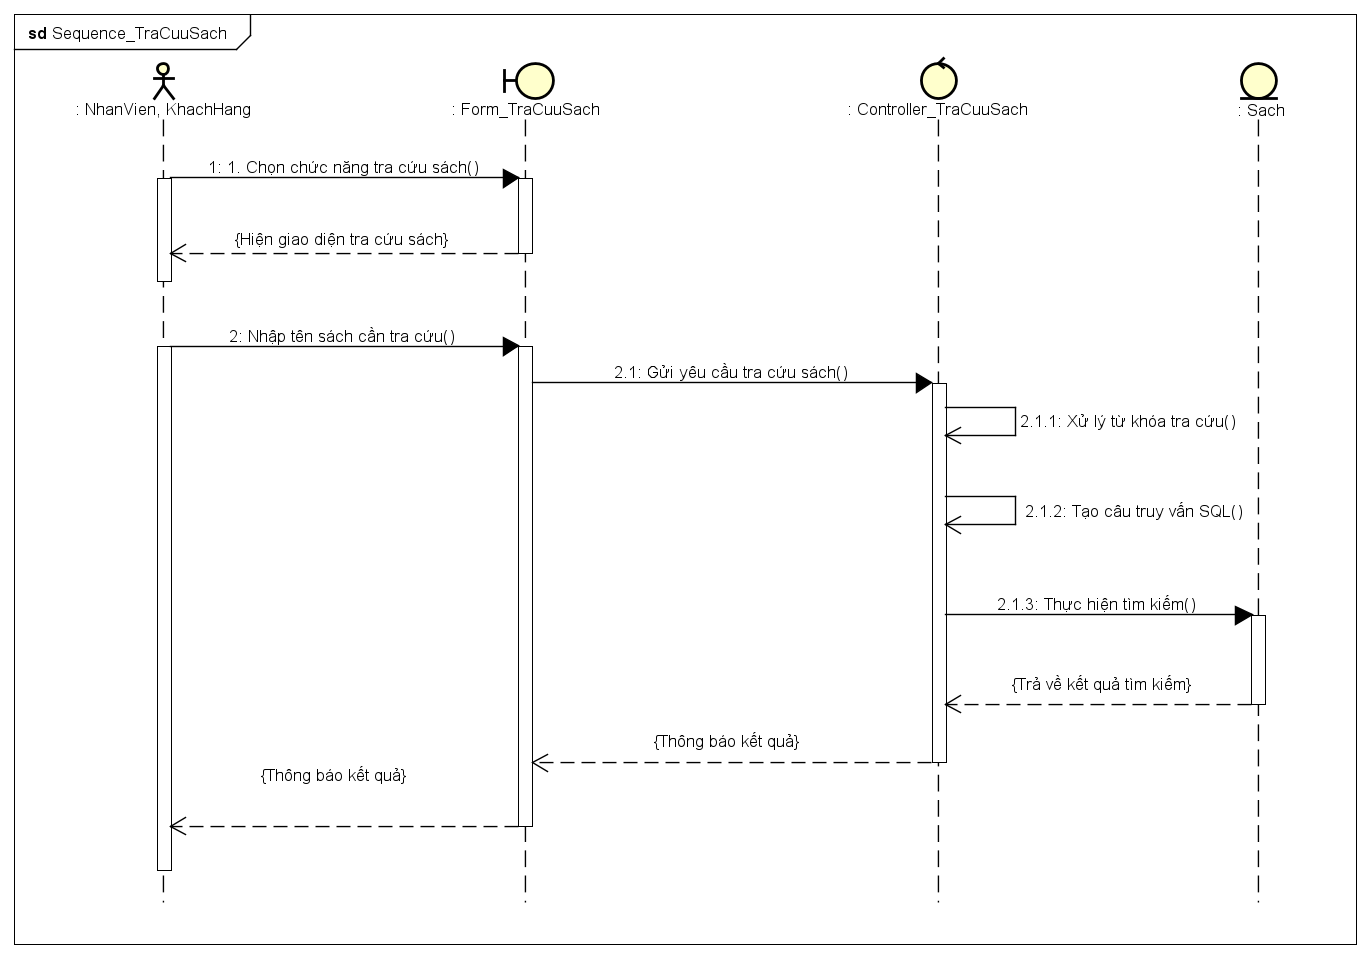 sd Sequence_TraCuuSach
: NhanVien, KhachHang
: Form_TraCuuSach
: Controller_TraCuuSach
: Sach
1: 1. Chọn chức năng tra cứu sách()
{Hiện giao diện tra cứu sách}
2: Nhập tên sách cần tra cứu()
2.1: Gửi yêu cầu tra cứu sách()
2.1.1: Xử lý từ khóa tra cứu()
2.1.2: Tạo câu truy vấn SQL()
2.1.3: Thực hiện tìm kiếm()
{Trả về kết quả tìm kiếm}
{Thông báo kết quả}
{Thông báo kết quả}